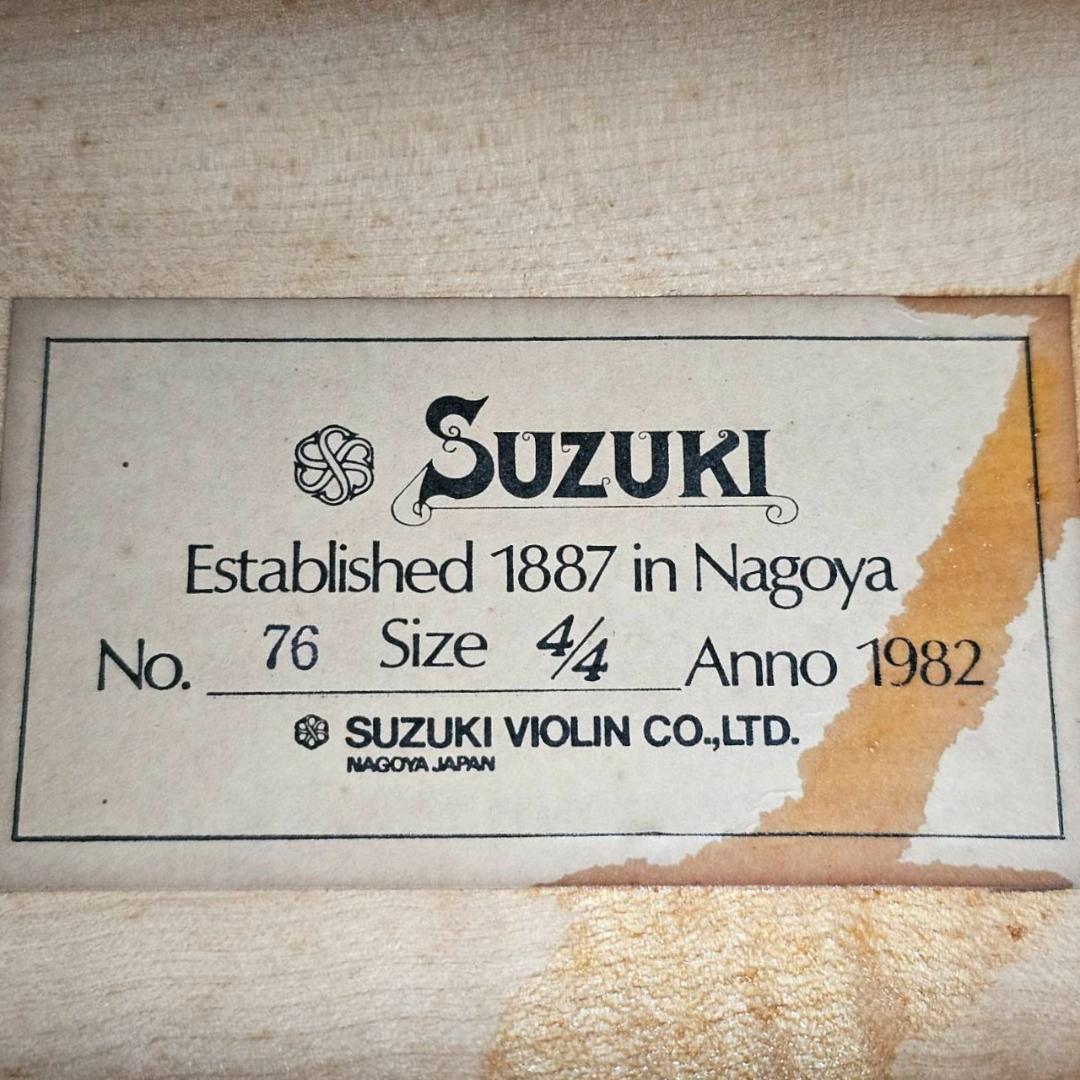 SUZUKI
Established 1887 in Nagoya
No. 76 Size 4/4 Anno 1982
SUZUKI VIOLIN CO.,LTD.
NAGOYA JAPAN